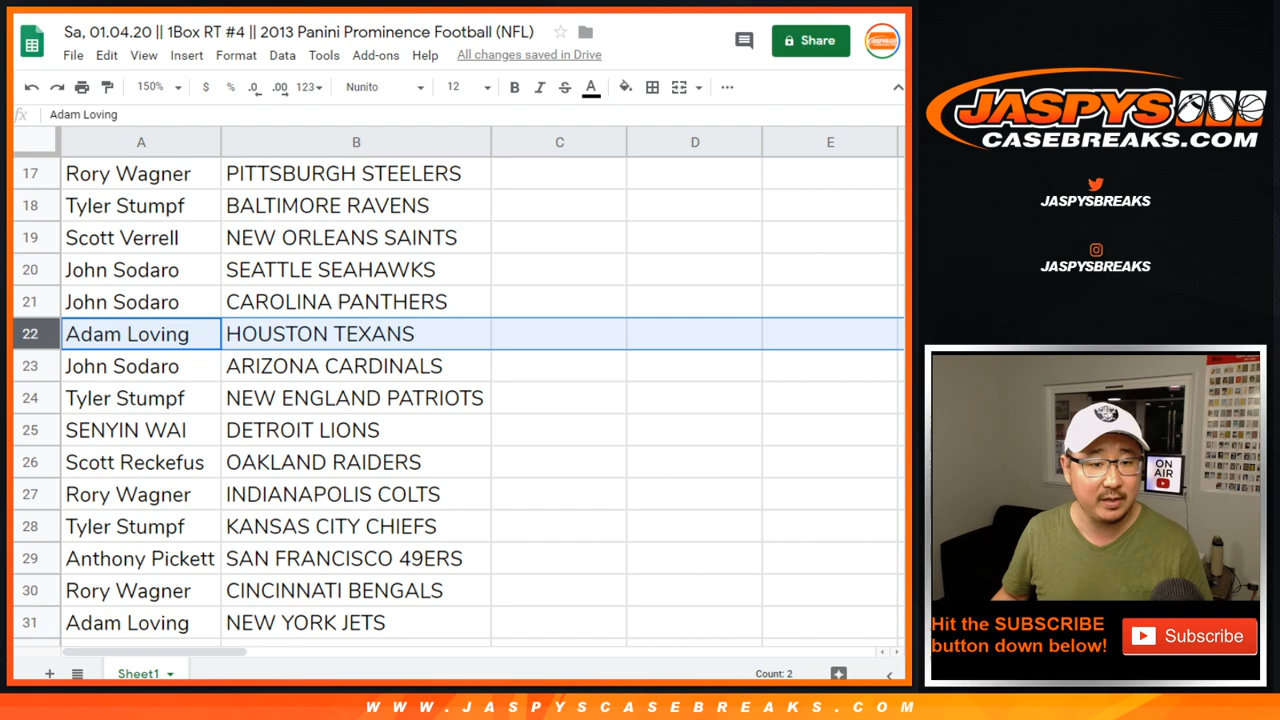 Sa, 01.04.20 || 1Box RT #4 || 2013 Panini Prominence Football (NFL)
File Edit View Insert Format Data Tools Add-ons Help All changes saved in Drive
Share
150% $ % .0 .00 123 Nunito 12 B I S A
fx Adam Loving
A B C D E
17 Rory Wagner PITTSBURGH STEELERS
18 Tyler Stumpf BALTIMORE RAVENS
19 Scott Verrell NEW ORLEANS SAINTS
20 John Sodaro SEATTLE SEAHAWKS
21 John Sodaro CAROLINA PANTHERS
22 Adam Loving HOUSTON TEXANS
23 John Sodaro ARIZONA CARDINALS
24 Tyler Stumpf NEW ENGLAND PATRIOTS
25 SENYIN WAI DETROIT LIONS
26 Scott Reckefus OAKLAND RAIDERS
27 Rory Wagner INDIANAPOLIS COLTS
28 Tyler Stumpf KANSAS CITY CHIEFS
29 Anthony Pickett SAN FRANCISCO 49ERS
30 Rory Wagner CINCINNATI BENGALS
31 Adam Loving NEW YORK JETS
Sheet1 Count: 2
JASPYS
CASEBREAKS.COM
JASPYSBREAKS
JASPYSBREAKS
ON
AIR
Hit the SUBSCRIBE
button down below!
Subscribe
WWW.JASPYSCASEBREAKS.COM